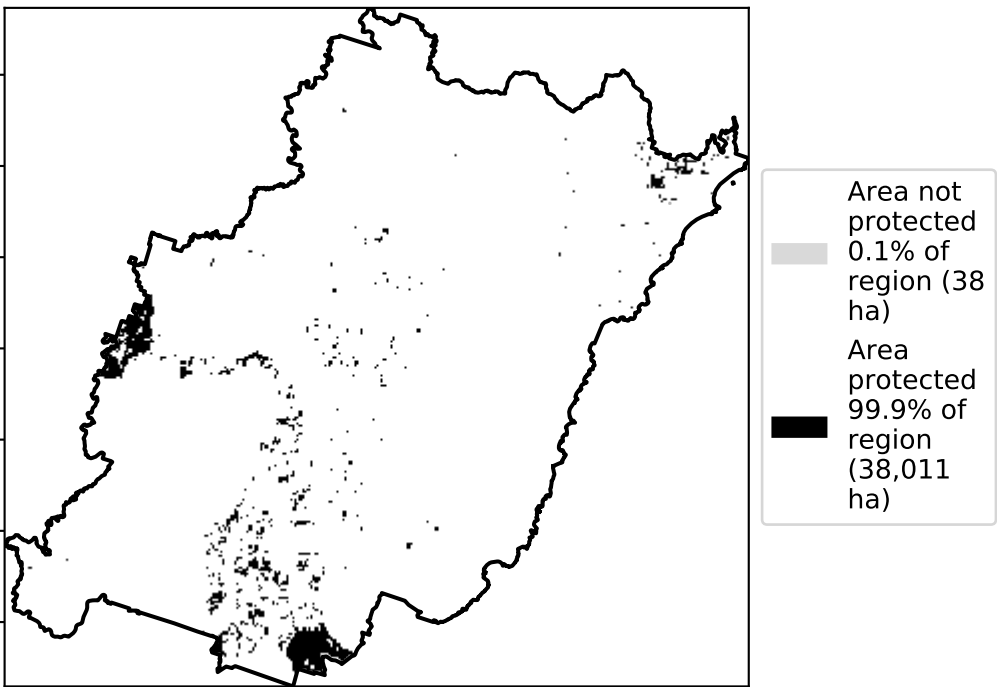 Area not
protected
0.1% of
region (38
ha)
Area
protected
99.9% of
region
(38,011
ha)